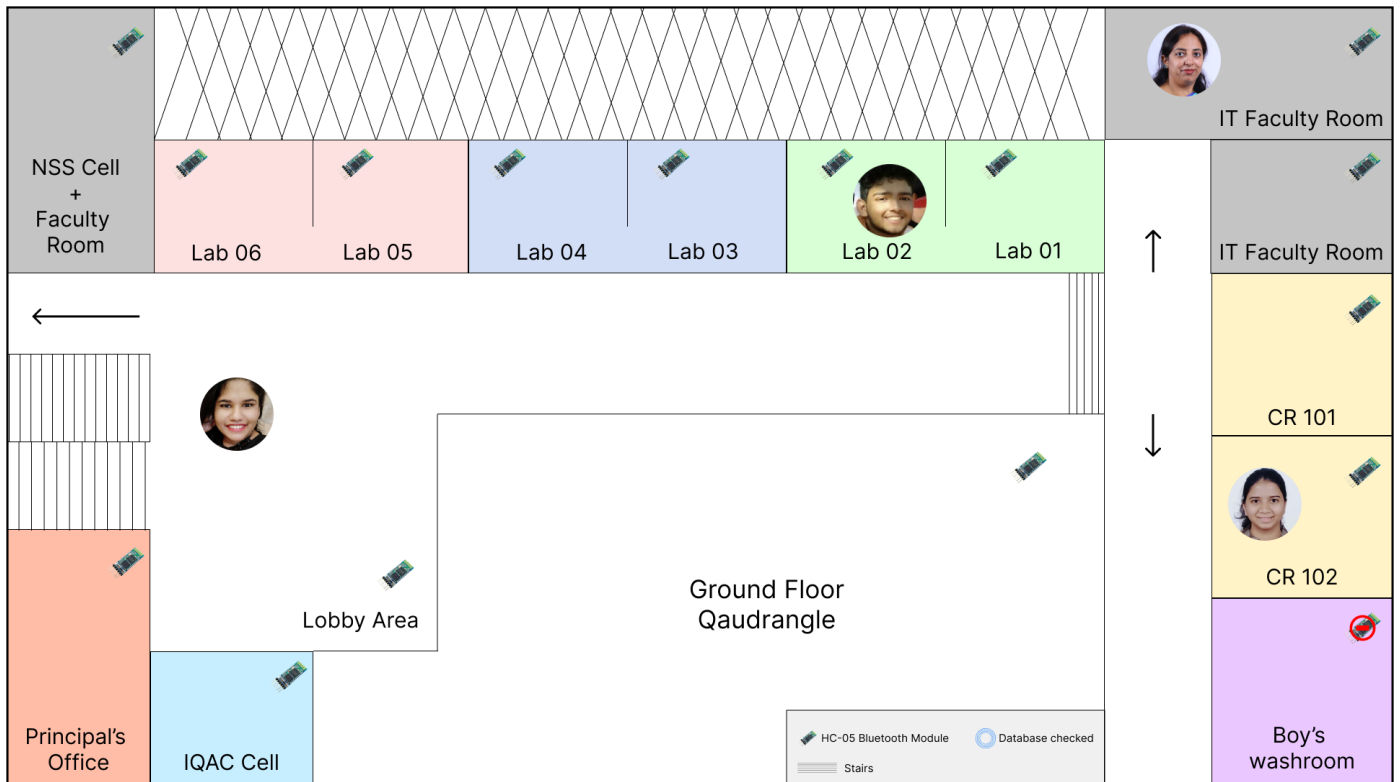 IT Faculty Room
NSS Cell
+
Faculty
Room
Lab 06
Lab 05
Lab 04
Lab 03
Lab 02
Lab 01
IT Faculty Room
CR 101
CR 102
Ground Floor
Qaudrangle
Lobby Area
Principal’s
Office
IQAC Cell
HC-05 Bluetooth Module
Database checked
Stairs
Boy’s
washroom